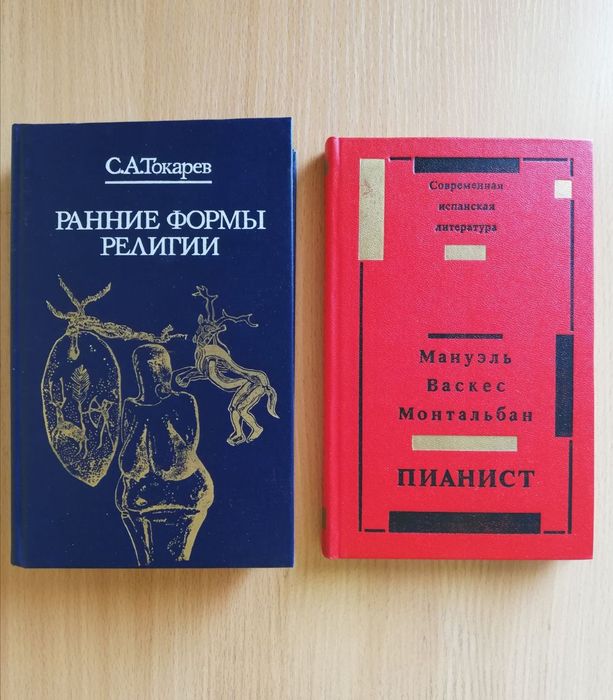 С.А.Токарев
РАННИЕ ФОРМЫ
РЕЛИГИИ
Современная
испанская
литература
Мануэль
Васкес
Монтальбан
ПИАНИСТ